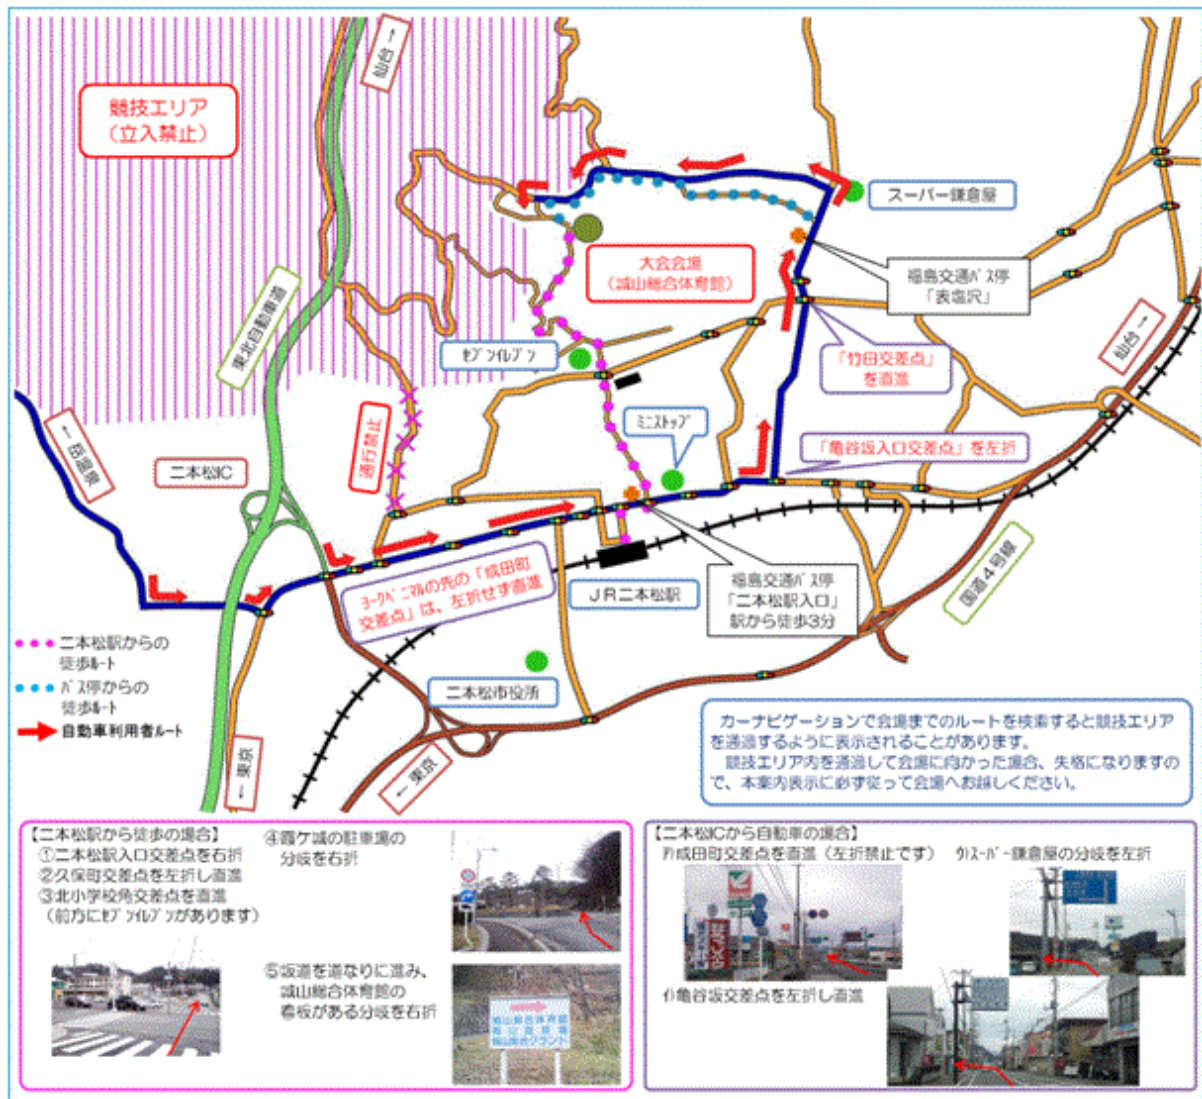 ↑
仙台
競技エリア
（立入禁止）
スーパー鎌倉屋
大会会場
（城山総合体育館）
福島交通バス停
「表塩沢」
東北自動車道
セブンイレブン
「竹田交差点」
を直進
↑
仙台
ミニストップ
← 岳温泉
通行禁止
二本松IC
「亀谷坂入口交差点」を左折
国道4号線
ヨークベニマルの先の「成田町
交差点」は、左折せず直進
JR二本松駅
福島交通バス停
「二本松駅入口」
駅から徒歩3分
二本松駅からの
徒歩ルート
バス停からの
徒歩ルート
自動車利用者ルート
二本松市役所
← 東京
← 東京
カーナビゲーションで会場までのルートを検索すると競技エリア
を通過するように表示されることがあります。
競技エリア内を通過して会場に向かった場合、失格になりますの
で、本案内表示に必ず従って会場へお越しください。
【二本松駅から徒歩の場合】
①二本松駅入口交差点を右折
②久保町交差点を左折し直進
③北小学校角交差点を直進
（前方にセブンイレブンがあります）
④霞ケ城の駐車場の
分岐を右折
⑤坂道を道なりに進み、
城山総合体育館の
看板がある分岐を右折
城山総合体育館
城山総合グランド
【二本松ICから自動車の場合】
ｱ)成田町交差点を直進（左折禁止です）
ｳ)スーパー鎌倉屋の分岐を左折
ｲ)亀谷坂交差点を左折し直進